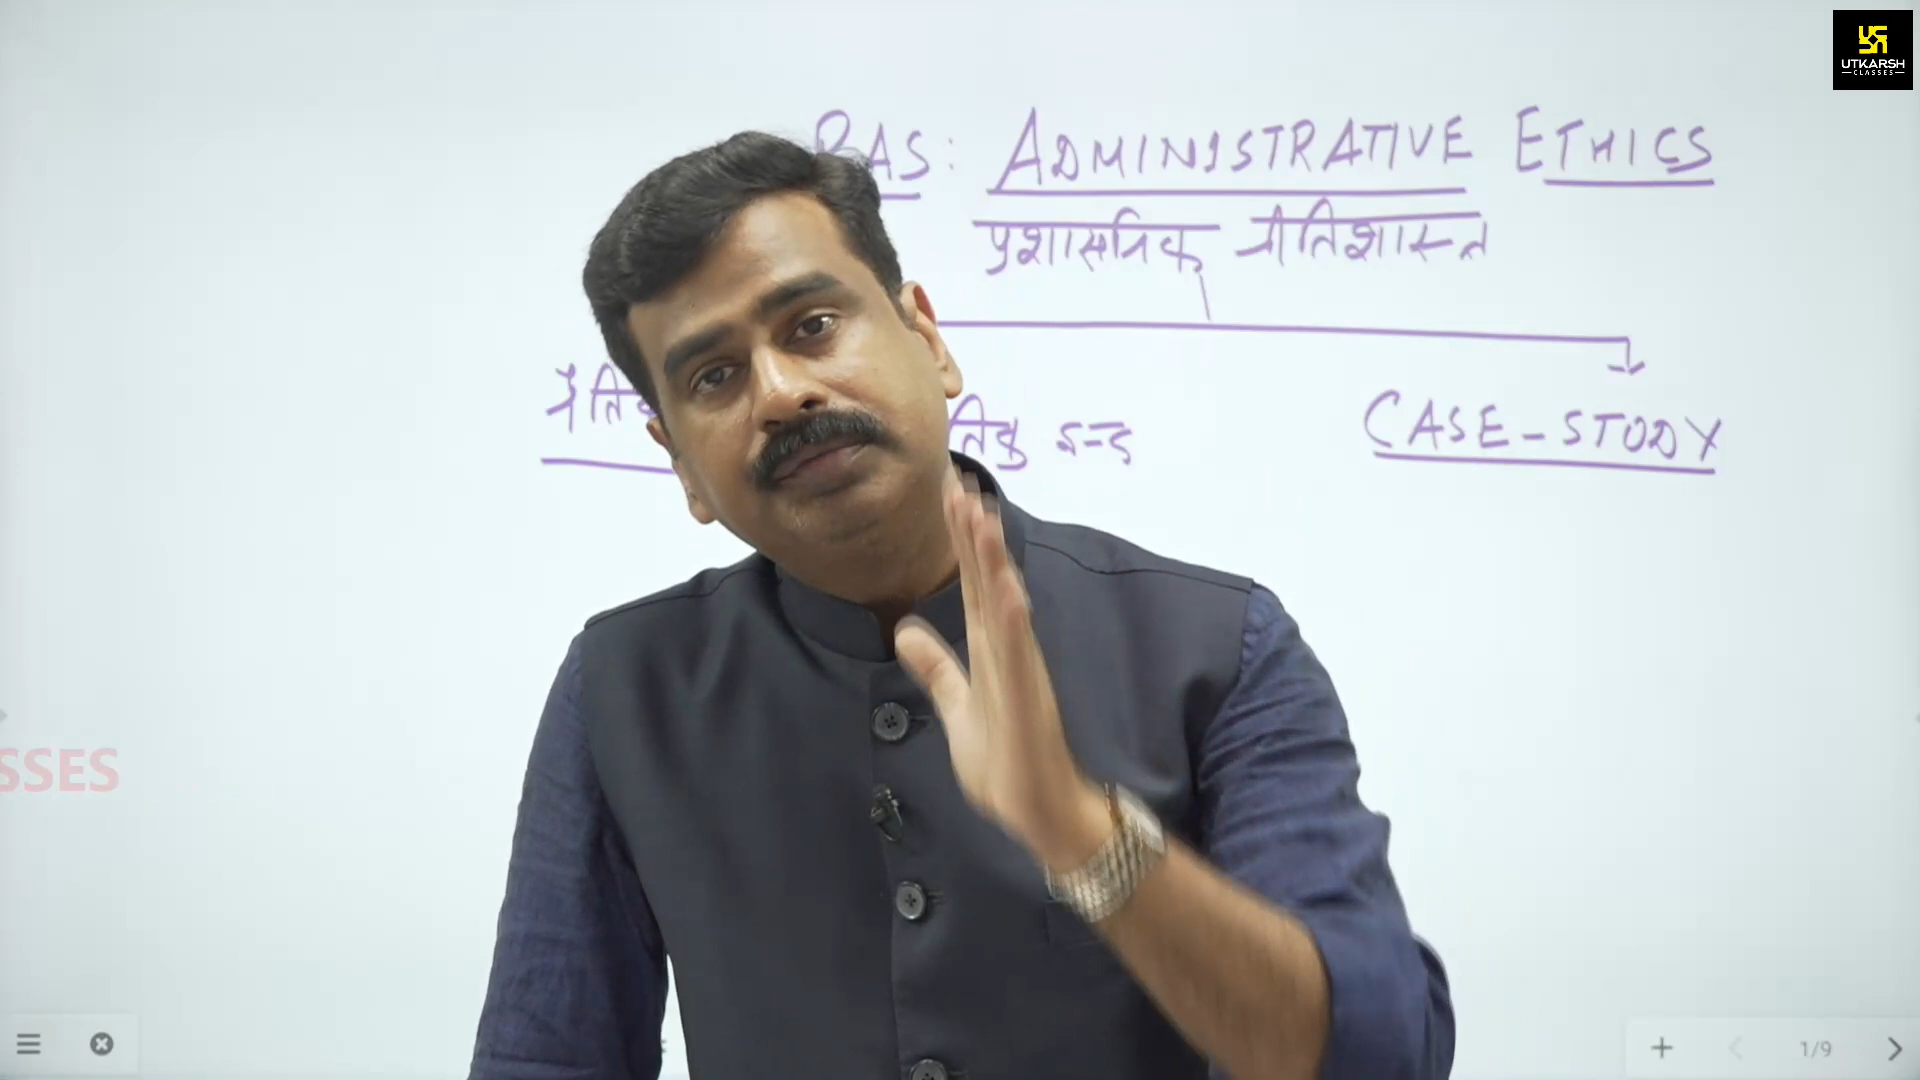 UTKARSH
CLASSES
RAS: ADMINISTRATIVE ETHICS
प्रशासनिक नीतिशास्त्र
CASE-STUDY
SSES
1/9